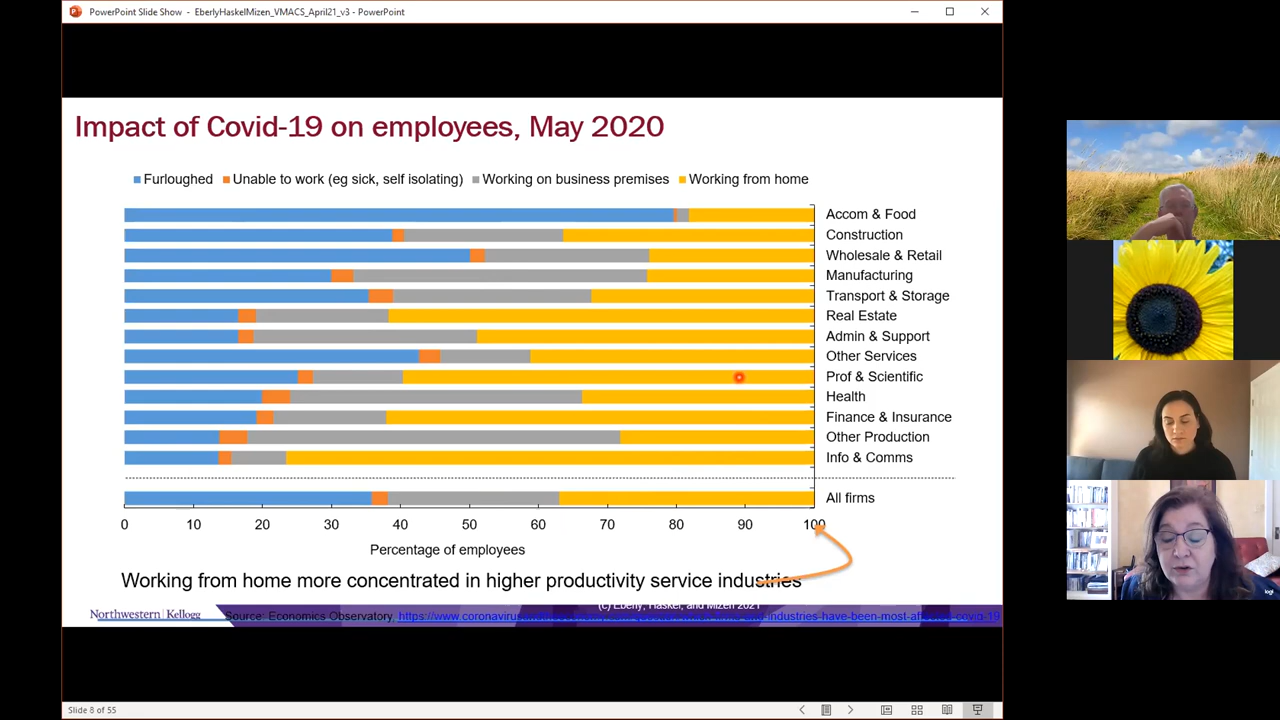 PowerPoint Slide Show - EberlyHaskelMizen_VMACS_April21_v3 - PowerPoint
Impact of Covid-19 on employees, May 2020
Furloughed Unable to work (eg sick, self isolating) Working on business premises Working from home
Accom & Food
Construction
Wholesale & Retail
Manufacturing
Transport & Storage
Real Estate
Admin & Support
Other Services
Prof & Scientific
Health
Finance & Insurance
Other Production
Info & Comms
All firms
0 10 20 30 40 50 60 70 80 90 100
Percentage of employees
Working from home more concentrated in higher productivity service industries
(c) Eberly, Haskel, and Mizen 2021
Northwestern Kellogg
Source: Economics Observatory,
Slide 8 of 55